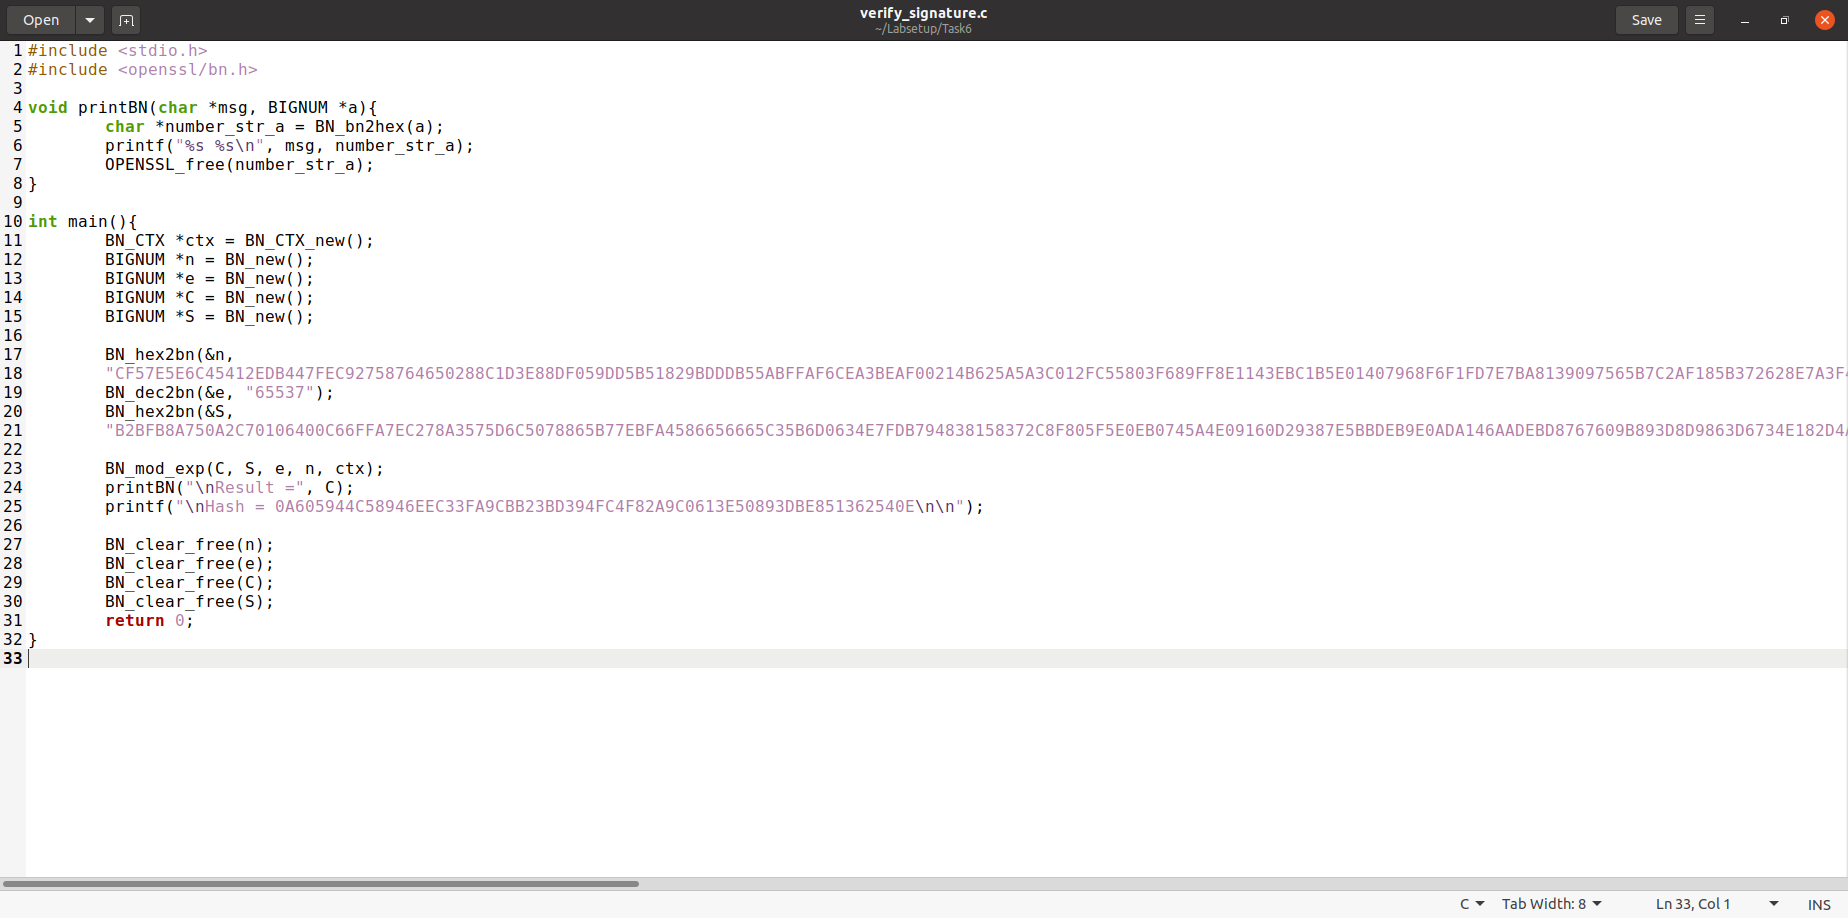 Open
verify_signature.c
~/Labsetup/Task6
Save
1 #include <stdio.h>
2 #include <openssl/bn.h>
3
4 void printBN(char *msg, BIGNUM *a){
5 char *number_str_a = BN_bn2hex(a);
6 printf("%s %s\n", msg, number_str_a);
7 OPENSSL_free(number_str_a);
8 }
9
10 int main(){
11 BN_CTX *ctx = BN_CTX_new();
12 BIGNUM *n = BN_new();
13 BIGNUM *e = BN_new();
14 BIGNUM *C = BN_new();
15 BIGNUM *S = BN_new();
16
17 BN_hex2bn(&n,
18 "CF57E5E6C45412EDB447FEC92758764650288C1D3E88DF059DD5B51829BDDDB55ABFFAF6CEA3BEAF00214B625A5A3C012FC55803F689FF8E1143EBC1B5E01407968F6F1FD7E7BA8139097565B7C2AF185B372628E7A3F4
19 BN_dec2bn(&e, "65537");
20 BN_hex2bn(&S,
21 "B2BFB8A750A2C70106400C66FFA7EC278A3575D6C5078865B77EBFA4586656665C35B6D0634E7FDB794838158372C8F805F5E0EB0745A4E09160D29387E5BBDEB9E0ADA146AADEBD8767609B893D8D9863D6734E182D4A
22
23 BN_mod_exp(C, S, e, n, ctx);
24 printBN("\nResult =", C);
25 printf("\nHash = 0A605944C58946EEC33FA9CBB23BD394FC4F82A9C0613E50893DBE851362540E\n\n");
26
27 BN_clear_free(n);
28 BN_clear_free(e);
29 BN_clear_free(C);
30 BN_clear_free(S);
31 return 0;
32 }
33
C Tab Width: 8 Ln 33, Col 1 INS